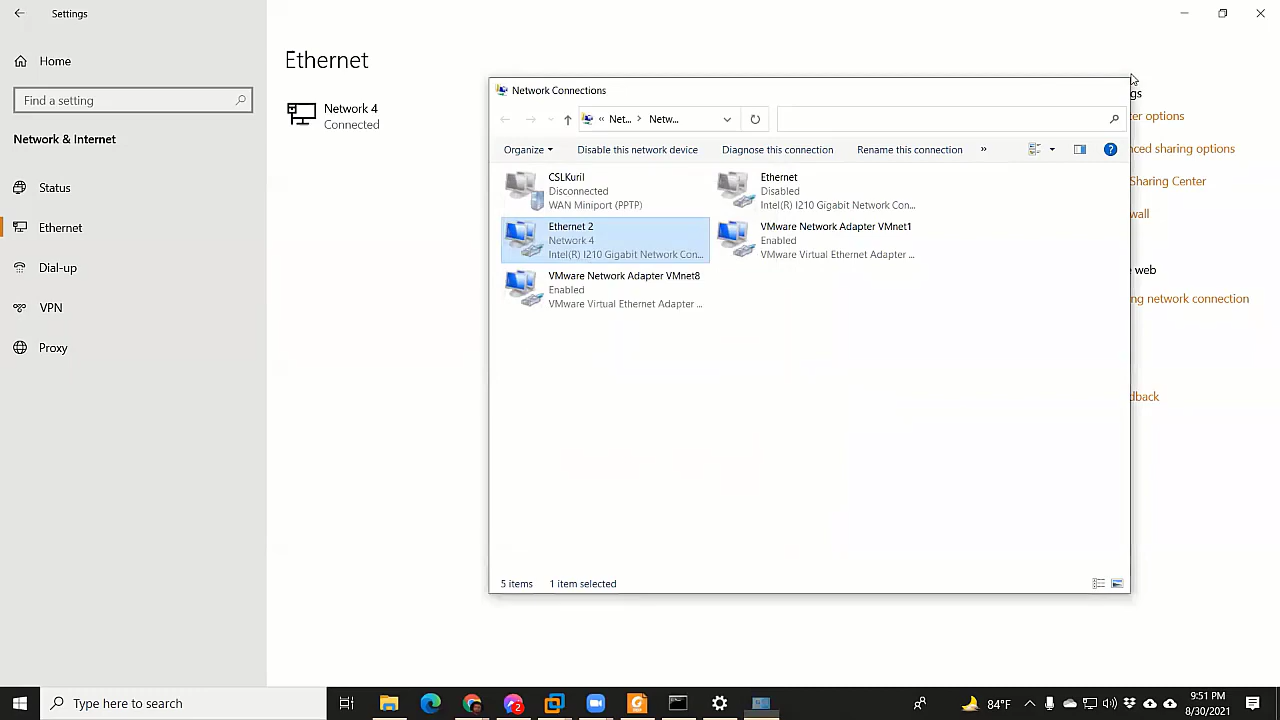 Settings
Home
Find a setting
Network & Internet
Status
Ethernet
Dial-up
VPN
Proxy
Ethernet
Network 4
Connected
Network Connections
« Net... > Netw...
Organize
Disable this network device
Diagnose this connection
Rename this connection
»
CSLKuril
Disconnected
WAN Miniport (PPTP)
Ethernet
Disabled
Intel(R) I210 Gigabit Network Con...
Ethernet 2
Network 4
Intel(R) I210 Gigabit Network Con...
VMware Network Adapter VMnet1
Enabled
VMware Virtual Ethernet Adapter ...
VMware Network Adapter VMnet8
Enabled
VMware Virtual Ethernet Adapter ...
5 items
1 item selected
gs
er options
nced sharing options
Sharing Center
wall
web
ng network connection
dback
Type here to search
2
84°F
9:51 PM
8/30/2021